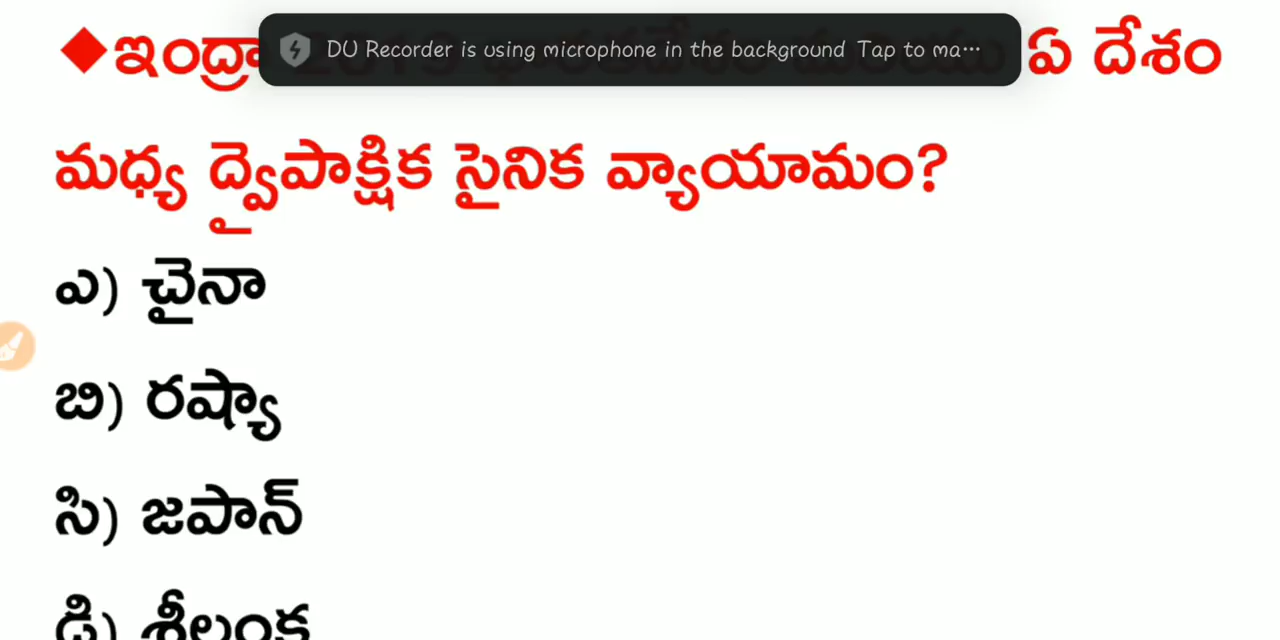 ◆ఇంద్రా ఏ దేశం
DU Recorder is using microphone in the background Tap to ma…
మధ్య ద్వైపాక్షిక సైనిక వ్యాయామం?
ఎ) చైనా
బి) రష్యా
సి) జపాన్
డి) శ్రీలంక